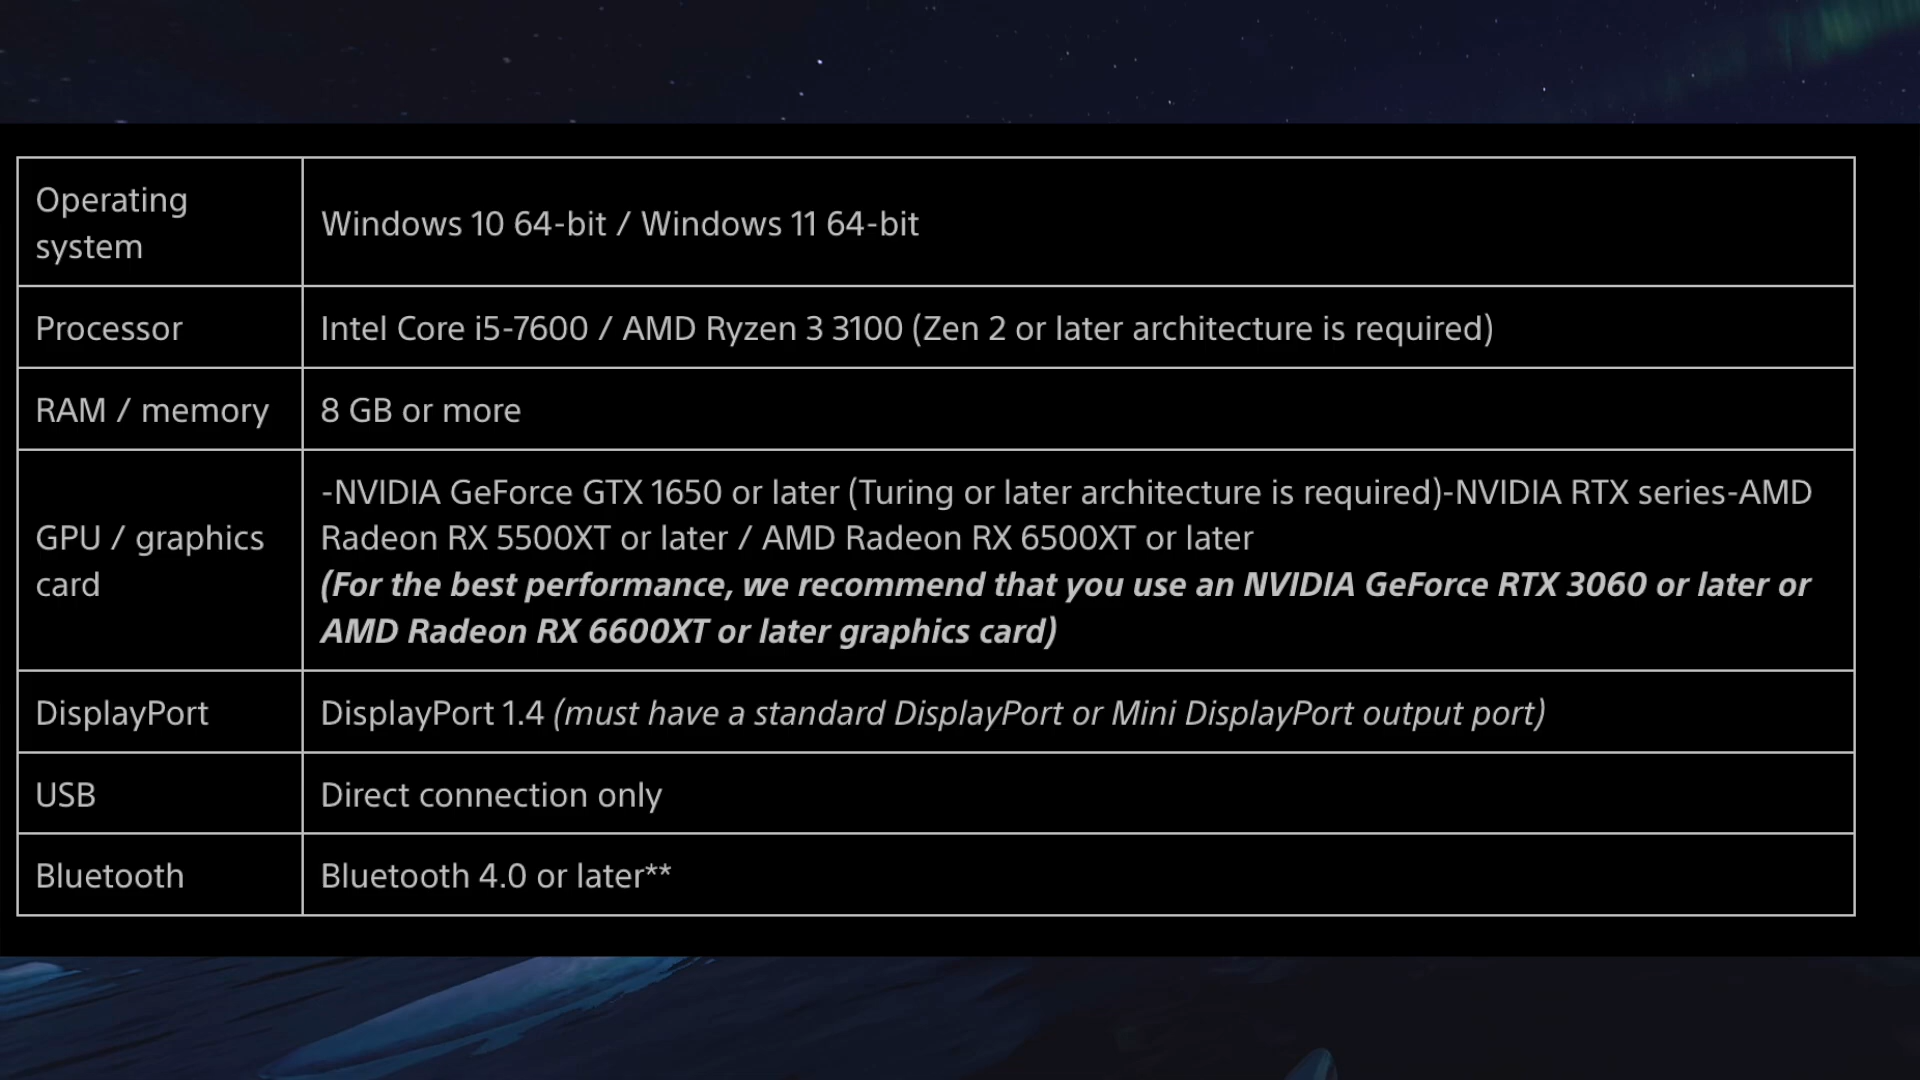 Operating
system
Windows 10 64-bit / Windows 11 64-bit
Processor
Intel Core i5-7600 / AMD Ryzen 3 3100 (Zen 2 or later architecture is required)
RAM / memory
8 GB or more
GPU / graphics
card
-NVIDIA GeForce GTX 1650 or later (Turing or later architecture is required)-NVIDIA RTX series-AMD
Radeon RX 5500XT or later / AMD Radeon RX 6500XT or later
(For the best performance, we recommend that you use an NVIDIA GeForce RTX 3060 or later or
AMD Radeon RX 6600XT or later graphics card)
DisplayPort
DisplayPort 1.4 (must have a standard DisplayPort or Mini DisplayPort output port)
USB
Direct connection only
Bluetooth
Bluetooth 4.0 or later**